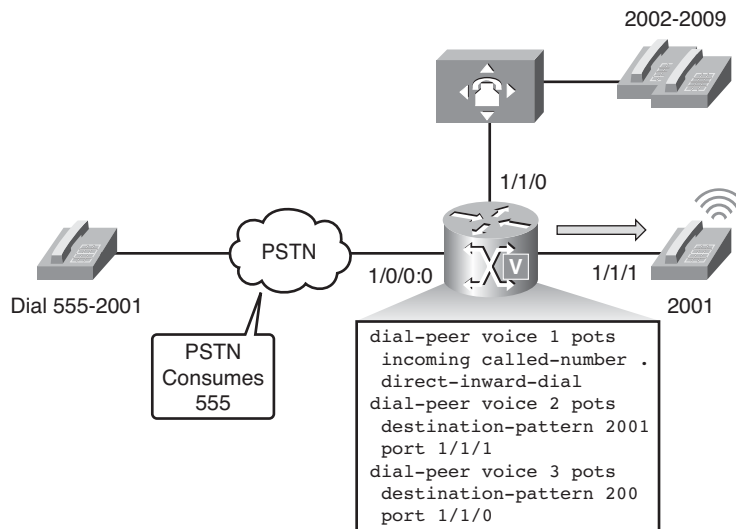 2002-2009
1/1/0
PSTN
1/0/0:0
V
1/1/1
Dial 555-2001
2001
PSTN
Consumes
555
dial-peer voice 1 pots
incoming called-number .
direct-inward-dial
dial-peer voice 2 pots
destination-pattern 2001
port 1/1/1
dial-peer voice 3 pots
destination-pattern 200
port 1/1/0